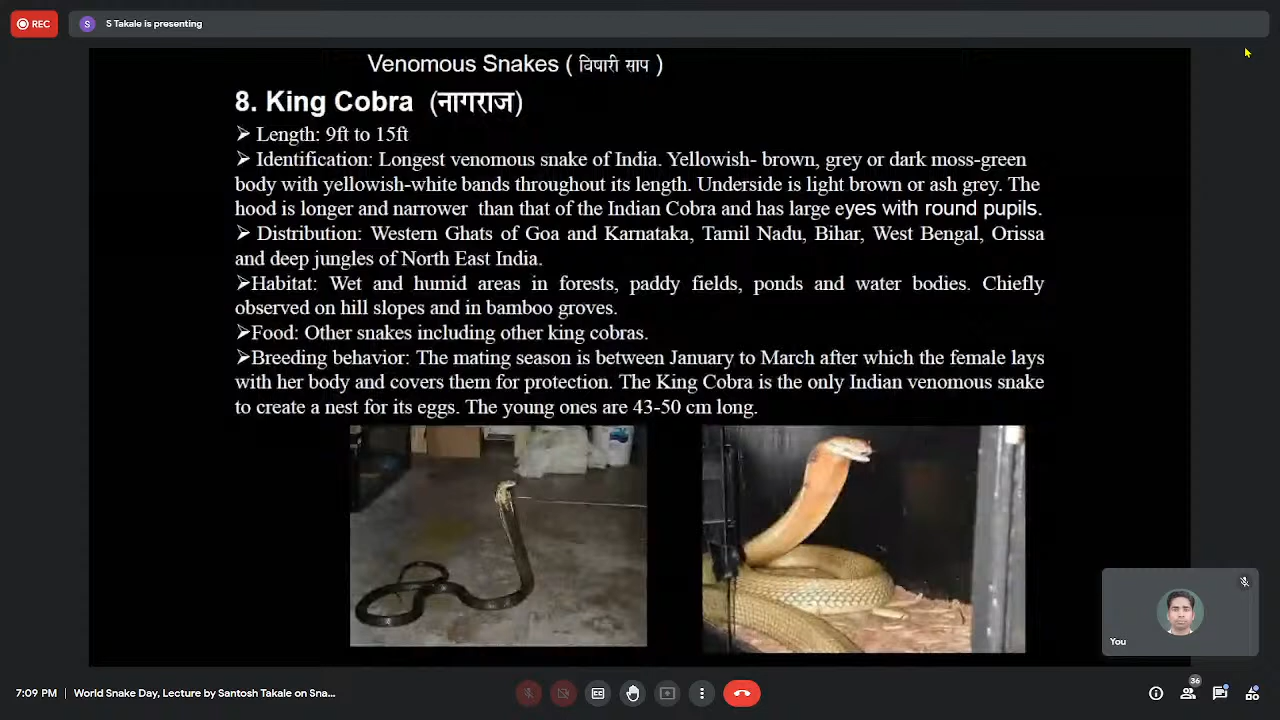 REC
S
S Takale is presenting
Venomous Snakes ( विषारी साप )
8. King Cobra (नागराज)
➢ Length: 9ft to 15ft
➢ Identification: Longest venomous snake of India. Yellowish- brown, grey or dark moss-green
body with yellowish-white bands throughout its length. Underside is light brown or ash grey. The
hood is longer and narrower than that of the Indian Cobra and has large eyes with round pupils.
➢ Distribution: Western Ghats of Goa and Karnataka, Tamil Nadu, Bihar, West Bengal, Orissa
and deep jungles of North East India.
➢Habitat: Wet and humid areas in forests, paddy fields, ponds and water bodies. Chiefly
observed on hill slopes and in bamboo groves.
➢Food: Other snakes including other king cobras.
➢Breeding behavior: The mating season is between January to March after which the female lays
with her body and covers them for protection. The King Cobra is the only Indian venomous snake
to create a nest for its eggs. The young ones are 43-50 cm long.
You
7:09 PM | World Snake Day, Lecture by Santosh Takale on Sna...
36